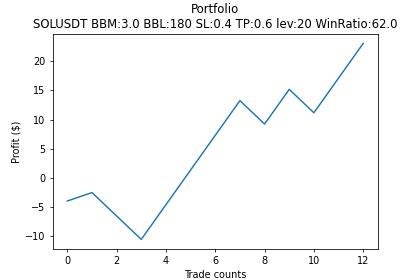 Portfolio
SOLUSDT BBM:3.0 BBL:180 SL:0.4 TP:0.6 lev:20 WinRatio:62.0
20
15
10
5
0
−5
−10
Profit ($)
0 2 4 6 8 10 12
Trade counts